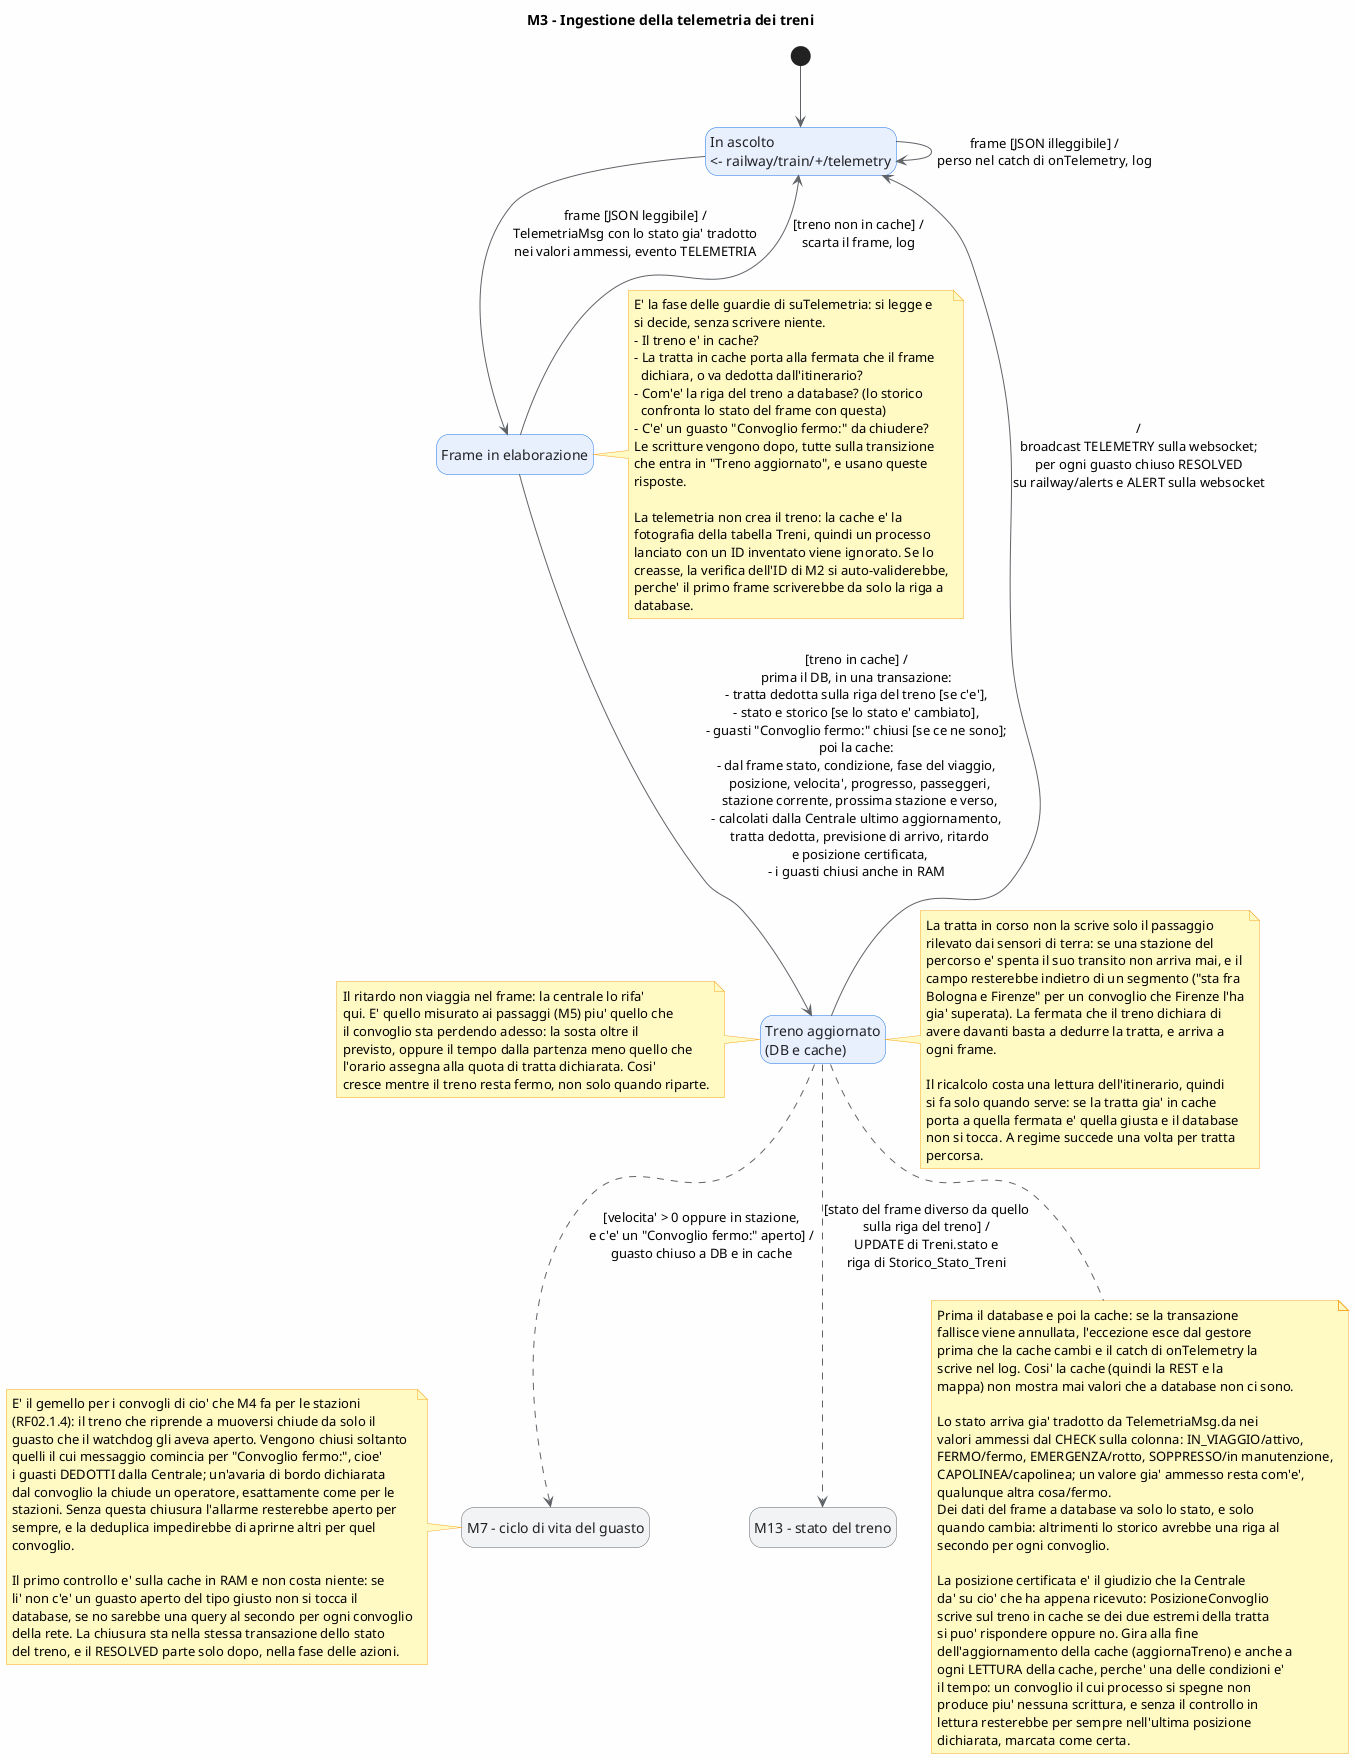 M3 - Ingestione della telemetria dei treni
In ascolto
<- railway/train/+/telemetry
frame [JSON illeggibile] /
perso nel catch di onTelemetry, log
frame [JSON leggibile] /
TelemetriaMsg con lo stato gia' tradotto
nei valori ammessi, evento TELEMETRIA
[treno non in cache] /
scarta il frame, log
E' la fase delle guardie di suTelemetria: si legge e
si decide, senza scrivere niente.
- Il treno e' in cache?
- La tratta in cache porta alla fermata che il frame
dichiara, o va dedotta dall'itinerario?
- Com'e' la riga del treno a database? (lo storico
confronta lo stato del frame con questa)
- C'e' un guasto "Convoglio fermo:" da chiudere?
Le scritture vengono dopo, tutte sulla transizione
che entra in "Treno aggiornato", e usano queste
risposte.
La telemetria non crea il treno: la cache e' la
fotografia della tabella Treni, quindi un processo
lanciato con un ID inventato viene ignorato. Se lo
creasse, la verifica dell'ID di M2 si auto-validerebbe,
perche' il primo frame scriverebbe da solo la riga a
database.
Frame in elaborazione
/
broadcast TELEMETRY sulla websocket;
per ogni guasto chiuso RESOLVED
su railway/alerts e ALERT sulla websocket
[treno in cache] /
prima il DB, in una transazione:
- tratta dedotta sulla riga del treno [se c'e'],
- stato e storico [se lo stato e' cambiato],
- guasti "Convoglio fermo:" chiusi [se ce ne sono];
poi la cache:
- dal frame stato, condizione, fase del viaggio,
posizione, velocita', progresso, passeggeri,
stazione corrente, prossima stazione e verso,
- calcolati dalla Centrale ultimo aggiornamento,
tratta dedotta, previsione di arrivo, ritardo
e posizione certificata,
- i guasti chiusi anche in RAM
La tratta in corso non la scrive solo il passaggio
rilevato dai sensori di terra: se una stazione del
percorso e' spenta il suo transito non arriva mai, e il
campo resterebbe indietro di un segmento ("sta fra
Bologna e Firenze" per un convoglio che Firenze l'ha
gia' superata). La fermata che il treno dichiara di
avere davanti basta a dedurre la tratta, e arriva a
ogni frame.
Il ricalcolo costa una lettura dell'itinerario, quindi
si fa solo quando serve: se la tratta gia' in cache
porta a quella fermata e' quella giusta e il database
non si tocca. A regime succede una volta per tratta
percorsa.
Il ritardo non viaggia nel frame: la centrale lo rifa'
qui. E' quello misurato ai passaggi (M5) piu' quello che
il convoglio sta perdendo adesso: la sosta oltre il
previsto, oppure il tempo dalla partenza meno quello che
l'orario assegna alla quota di tratta dichiarata. Cosi'
cresce mentre il treno resta fermo, non solo quando riparte.
Treno aggiornato
(DB e cache)
[velocita' > 0 oppure in stazione,
e c'e' un "Convoglio fermo:" aperto] /
guasto chiuso a DB e in cache
[stato del frame diverso da quello
sulla riga del treno] /
UPDATE di Treni.stato e
riga di Storico_Stato_Treni
Prima il database e poi la cache: se la transazione
fallisce viene annullata, l'eccezione esce dal gestore
prima che la cache cambi e il catch di onTelemetry la
scrive nel log. Cosi' la cache (quindi la REST e la
mappa) non mostra mai valori che a database non ci sono.
Lo stato arriva gia' tradotto da TelemetriaMsg.da nei
valori ammessi dal CHECK sulla colonna: IN_VIAGGIO/attivo,
FERMO/fermo, EMERGENZA/rotto, SOPPRESSO/in manutenzione,
CAPOLINEA/capolinea; un valore gia' ammesso resta com'e',
qualunque altra cosa/fermo.
Dei dati del frame a database va solo lo stato, e solo
quando cambia: altrimenti lo storico avrebbe una riga al
secondo per ogni convoglio.
La posizione certificata e' il giudizio che la Centrale
da' su cio' che ha appena ricevuto: PosizioneConvoglio
scrive sul treno in cache se dei due estremi della tratta
si puo' rispondere oppure no. Gira alla fine
dell'aggiornamento della cache (aggiornaTreno) e anche a
ogni LETTURA della cache, perche' una delle condizioni e'
il tempo: un convoglio il cui processo si spegne non
produce piu' nessuna scrittura, e senza il controllo in
lettura resterebbe per sempre nell'ultima posizione
dichiarata, marcata come certa.
E' il gemello per i convogli di cio' che M4 fa per le stazioni
(RF02.1.4): il treno che riprende a muoversi chiude da solo il
guasto che il watchdog gli aveva aperto. Vengono chiusi soltanto
quelli il cui messaggio comincia per "Convoglio fermo:", cioe'
i guasti DEDOTTI dalla Centrale; un'avaria di bordo dichiarata
dal convoglio la chiude un operatore, esattamente come per le
stazioni. Senza questa chiusura l'allarme resterebbe aperto per
sempre, e la deduplica impedirebbe di aprirne altri per quel
convoglio.
Il primo controllo e' sulla cache in RAM e non costa niente: se
li' non c'e' un guasto aperto del tipo giusto non si tocca il
database, se no sarebbe una query al secondo per ogni convoglio
della rete. La chiusura sta nella stessa transazione dello stato
del treno, e il RESOLVED parte solo dopo, nella fase delle azioni.
M7 - ciclo di vita del guasto
M13 - stato del treno